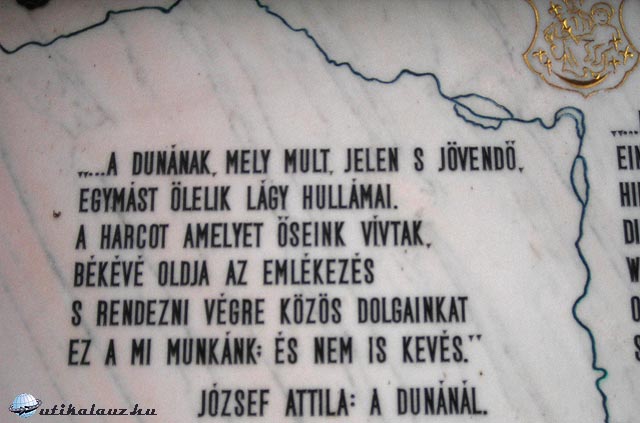 „...A DUNÁNAK, MELY MULT, JELEN S JÖVENDŐ,
EGYMÁST ÖLELIK LÁGY HULLÁMAI.
A HARCOT AMELYET ŐSEINK VÍVTAK,
BÉKÉVÉ OLDJA AZ EMLÉKEZÉS
S RENDEZNI VÉGRE KÖZÖS DOLGAINKAT
EZ A MI MUNKÁNK: ÉS NEM IS KEVÉS.”
JÓZSEF ATTILA: A DUNÁNÁL.
utikalauz.hu